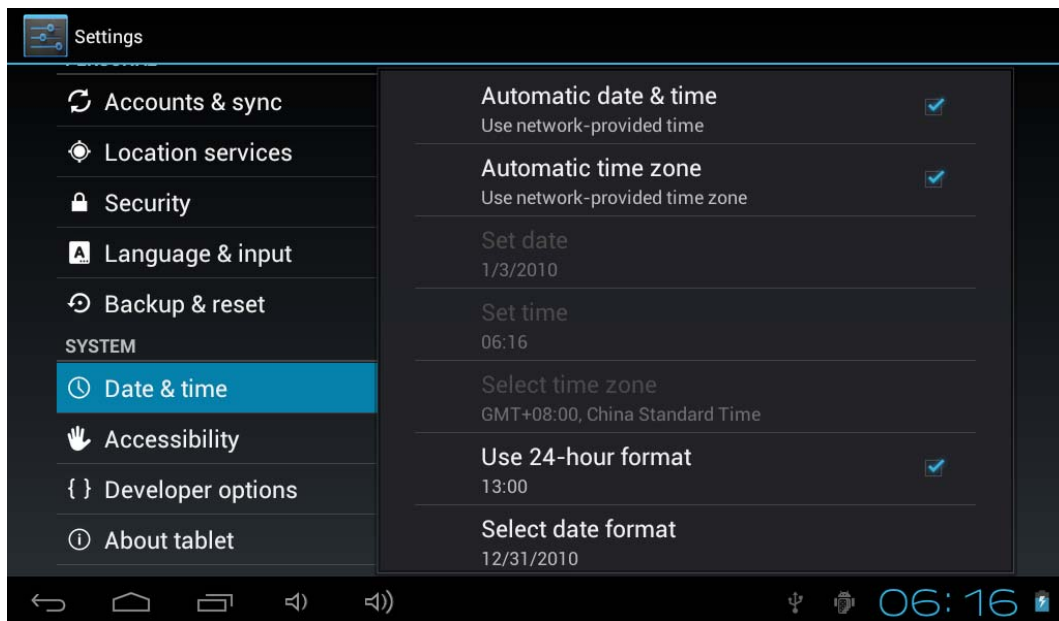 Settings
Accounts & sync
Location services
Security
Language & input
Backup & reset
SYSTEM
Date & time
Accessibility
{ } Developer options
About tablet
Automatic date & time
Use network-provided time
Automatic time zone
Use network-provided time zone
Set date
1/3/2010
Set time
06:16
Select time zone
GMT+08:00, China Standard Time
Use 24-hour format
13:00
Select date format
12/31/2010
06:16